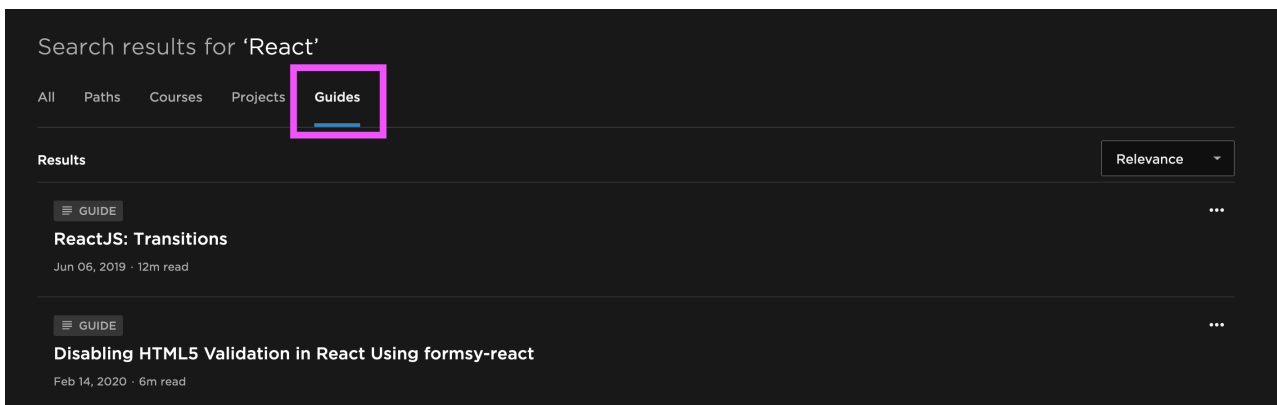 Search results for ‘React’
All Paths Courses Projects Guides
Results
Relevance
GUIDE
ReactJS: Transitions
Jun 06, 2019 · 12m read
GUIDE
Disabling HTML5 Validation in React Using formsy-react
Feb 14, 2020 · 6m read